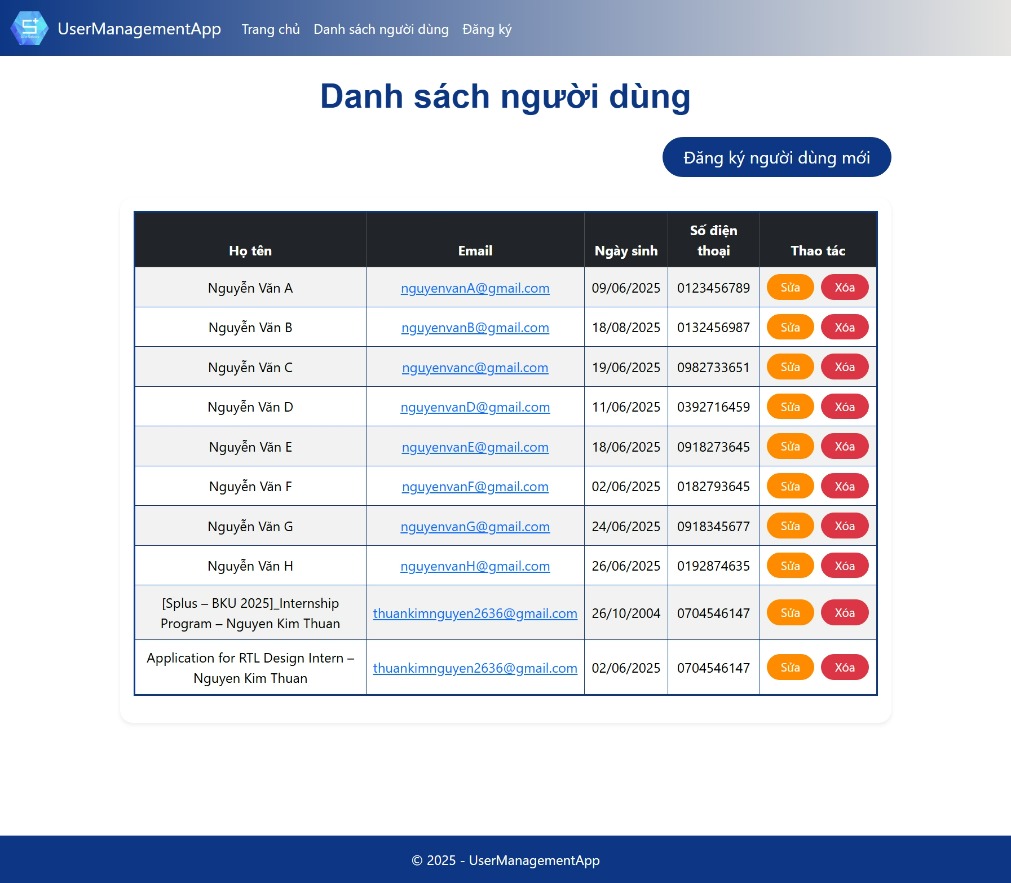 UserManagementApp Trang chủ Danh sách người dùng Đăng ký
Danh sách người dùng
Đăng ký người dùng mới
Họ tên Email Ngày sinh Số điện thoại Thao tác
Nguyễn Văn A nguyenvanA@gmail.com 09/06/2025 0123456789 Sửa Xóa
Nguyễn Văn B nguyenvanB@gmail.com 18/08/2025 0132456987 Sửa Xóa
Nguyễn Văn C nguyenvanc@gmail.com 19/06/2025 0982733651 Sửa Xóa
Nguyễn Văn D nguyenvanD@gmail.com 11/06/2025 0392716459 Sửa Xóa
Nguyễn Văn E nguyenvanE@gmail.com 18/06/2025 0918273645 Sửa Xóa
Nguyễn Văn F nguyenvanF@gmail.com 02/06/2025 0182793645 Sửa Xóa
Nguyễn Văn G nguyenvanG@gmail.com 24/06/2025 0918345677 Sửa Xóa
Nguyễn Văn H nguyenvanH@gmail.com 26/06/2025 0192874635 Sửa Xóa
[Splus – BKU 2025]_Internship
Program – Nguyen Kim Thuan thuankimnguyen2636@gmail.com 26/10/2004 0704546147 Sửa Xóa
Application for RTL Design Intern –
Nguyen Kim Thuan thuankimnguyen2636@gmail.com 02/06/2025 0704546147 Sửa Xóa
© 2025 - UserManagementApp